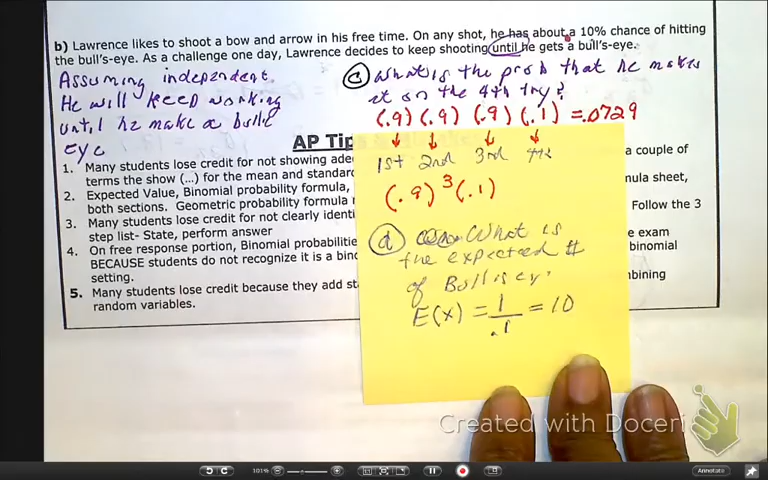 b) Lawrence likes to shoot a bow and arrow in his free time. On any shot, he has about a 10% chance of hitting
the bull's-eye. As a challenge one day, Lawrence decides to keep shooting until he gets a bull's-eye.
Assuming independent.
He will keep working
until he make a bulls
eye
c) What is the prob that he makes
it on the 4th try?
(.9) (.9) (.9) (.1) = .0729
1st 2nd 3rd 4th
(.9)³(.1)
d) What is
the expected #
of Bulls ey.
E(x) = 1/.1 = 10
AP Tip
1. Many students lose credit for not showing ade
a couple of
terms the show (...) for the mean and standard
2. Expected Value, Binomial probability formula,
mula sheet,
both sections. Geometric probability formula
3. Many students lose credit for not clearly identi
Follow the 3
step list- State, perform answer
4. On free response portion, Binomial probabilitie
e exam
BECAUSE students do not recognize it is a bin
binomial
setting.
5. Many students lose credit because they add st
mbining
random variables.
Created with Doceri
101%
Annotate